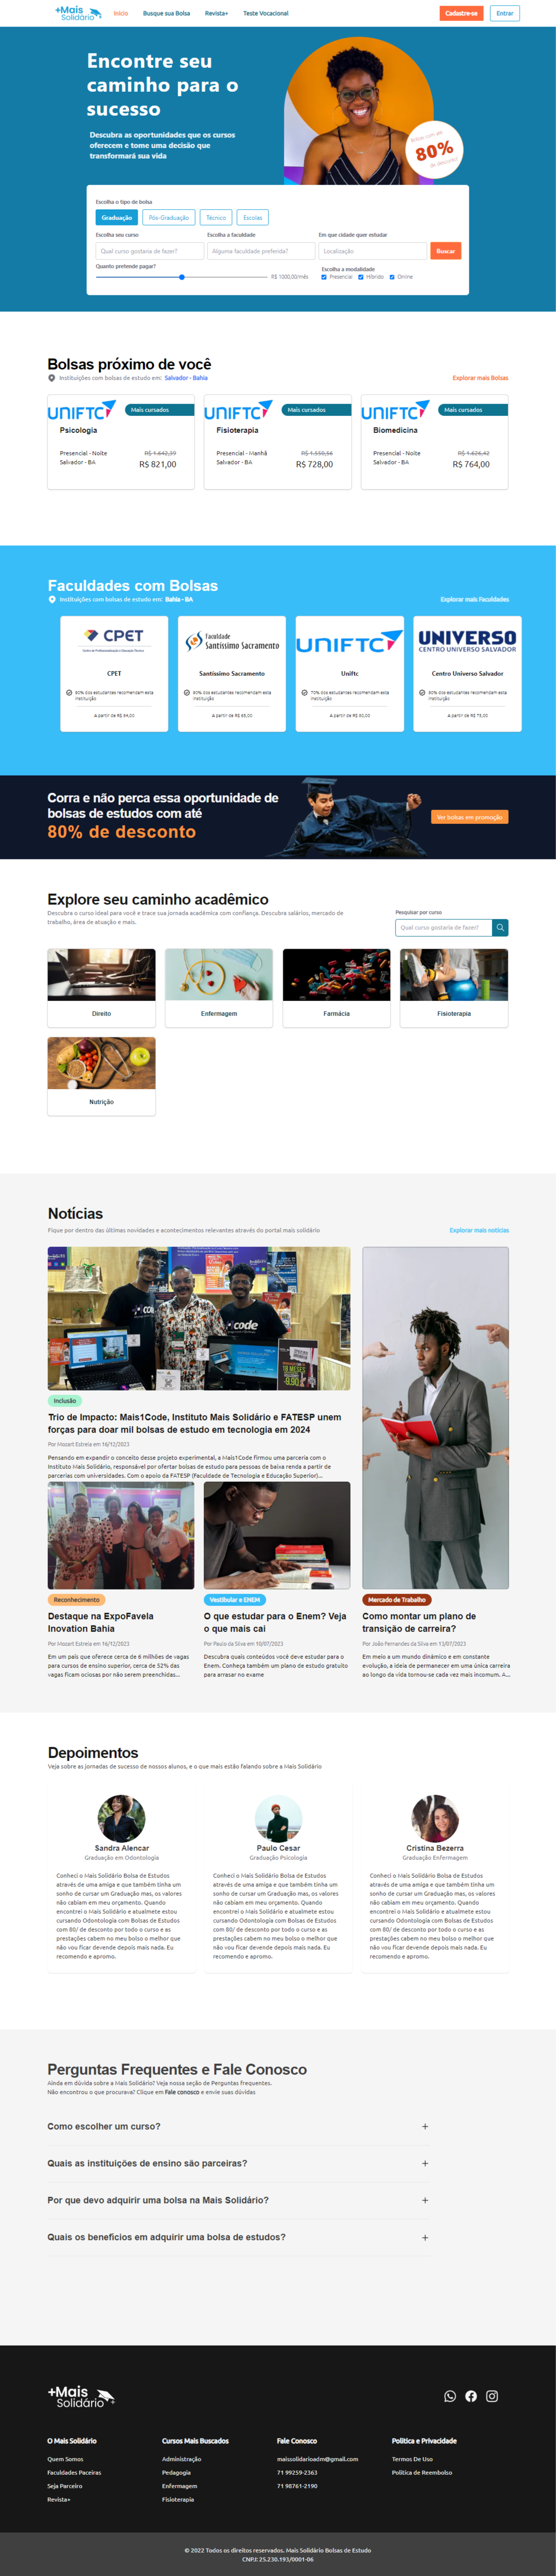 +Mais
Solidário
Início
Busque sua Bolsa
Revista+
Teste Vocacional
Cadastre-se
Entrar
Encontre seu
caminho para o
sucesso
Descubra as oportunidades que os cursos
oferecem e tome uma decisão que
transformará sua vida
80%
Escolha o tipo de bolsa
Graduação
Pós-Graduação
Técnico
Escolas
Escolha seu curso
Escolha a faculdade
Em que cidade quer estudar
Qual curso gostaria de fazer?
Alguma faculdade preferida?
Localização
Buscar
Quanto pretende pagar?
R$ 1000,00/mês
Escolha a modalidade
Presencial
Híbrido
Online
Bolsas próximo de você
Instituições com bolsas de estudo em: Salvador - Bahia
Explorar mais Bolsas
UNIFTC
Mais cursados
Psicologia
Presencial - Noite
R$ 1.642,39
Salvador - BA
R$ 821,00
UNIFTC
Mais cursados
Fisioterapia
Presencial - Manhã
Salvador - BA
R$ 728,00
UNIFTC
Mais cursados
Biomedicina
Presencial - Noite
R$ 1.628,42
Salvador - BA
R$ 764,00
Faculdades com Bolsas
Instituições com bolsas de estudo em: Bahia - BA
Explorar mais Faculdades
CPET
Centro de Profissionalização e Educação Técnica
CPET
90% dos estudantes recomendam esta
instituição
A partir de R$ 94,00
Faculdade
Santíssimo Sacramento
Santíssimo Sacramento
60% dos estudantes recomendam esta
instituição
A partir de R$ 95,00
UNIFTC
Uniftc
70% dos estudantes recomendam esta
instituição
A partir de R$ 80,00
UNIVERSO
CENTRO UNIVERSO SALVADOR
Centro Universo Salvador
80% dos estudantes recomendam esta
instituição
A partir de R$ 75,00
Corra e não perca essa oportunidade de
bolsas de estudos com até
80% de desconto
Ver bolsas em promoção
Explore seu caminho acadêmico
Descubra o curso ideal para você e trace sua jornada acadêmica com confiança. Descubra salários, mercado de
trabalho, área de atuação e mais.
Pesquisar por curso
Qual curso gostaria de fazer?
Direito
Enfermagem
Farmácia
Fisioterapia
Nutrição
Notícias
Fique por dentro das últimas novidades e acontecimentos relevantes através do portal mais solidário
Explorar mais notícias
code
code
18 MESES
9,90
Inclusão
Trio de Impacto: Mais1Code, Instituto Mais Solidário e FATESP unem
forças para doar mil bolsas de estudo em tecnologia em 2024
Por Mozart Estrela em 16/12/2023
Pensando em expandir o conceito desse projeto experimental, a Mais1Code firmou uma parceria com o
Instituto Mais Solidário, responsável por ofertar bolsas de estudo para pessoas de baixa renda a partir de
parcerias com universidades. Com o apoio da FATESP (Faculdade de Tecnologia e Educação Superior)...
Reconhecimento
Destaque na ExpoFavela
Inovation Bahia
Por Mozart Estrela em 16/12/2023
Em um país que oferece cerca de 6 milhões de vagas
para cursos de ensino superior, cerca de 52% das
vagas ficam ociosas por não serem preenchidas...
Vestibular e ENEM
O que estudar para o Enem? Veja
o que mais cai
Por Paulo da Silva em 10/07/2023
Descubra quais conteúdos você deve estudar para o
Enem. Conheça também um plano de estudo gratuito
para arrasar no exame
Mercado de Trabalho
Como montar um plano de
transição de carreira?
Por João Fernandes da Silva em 13/07/2023
Em meio a um mundo dinâmico e em constante
evolução, a ideia de permanecer em uma única carreira
ao longo da vida tornou-se cada vez mais incomum. A...
Depoimentos
Veja sobre as jornadas de sucesso de nossos alunos, e o que mais estão falando sobre a Mais Solidário
Sandra Alencar
Graduação em Odontologia
Conheci o Mais Solidário Bolsa de Estudos
através de uma amiga e que também tinha um
sonho de cursar um Graduação mas, os valores
não cabiam em meu orçamento. Quando
encontrei o Mais Solidário e atualmete estou
cursando Odontologia com Bolsas de Estudos
com 80/ de desconto por todo o curso e as
prestações cabem no meu bolso o melhor que
não vou ficar devende depois mais nada. Eu
recomendo e apromo.
Paulo Cesar
Graduação Psicologia
Conheci o Mais Solidário Bolsa de Estudos
através de uma amiga e que também tinha um
sonho de cursar um Graduação mas, os valores
não cabiam em meu orçamento. Quando
encontrei o Mais Solidário e atualmete estou
cursando Odontologia com Bolsas de Estudos
com 80/ de desconto por todo o curso e as
prestações cabem no meu bolso o melhor que
não vou ficar devende depois mais nada. Eu
recomendo e apromo.
Cristina Bezerra
Graduação Enfermagem
Conheci o Mais Solidário Bolsa de Estudos
através de uma amiga e que também tinha um
sonho de cursar um Graduação mas, os valores
não cabiam em meu orçamento. Quando
encontrei o Mais Solidário e atualmete estou
cursando Odontologia com Bolsas de Estudos
com 80/ de desconto por todo o curso e as
prestações cabem no meu bolso o melhor que
não vou ficar devende depois mais nada. Eu
recomendo e apromo.
Perguntas Frequentes e Fale Conosco
Ainda em dúvida sobre a Mais Solidário? Veja nossa seção de Perguntas frequentes.
Não encontrou o que procurava? Clique em Fale conosco e envie suas dúvidas
Como escolher um curso?
Quais as instituições de ensino são parceiras?
Por que devo adquirir uma bolsa na Mais Solidário?
Quais os benefícios em adquirir uma bolsa de estudos?
+Mais
Solidário
O Mais Solidário
Quem Somos
Faculdades Paceiras
Seja Parceiro
Revista+
Cursos Mais Buscados
Administração
Pedagogia
Enfermagem
Fisioterapia
Fale Conosco
maissolidarioadm@gmail.com
71 99259-2363
71 98761-2190
Política e Privacidade
Termos De Uso
Política de Reembolso
© 2022 Todos os direitos reservados. Mais Solidário Bolsas de Estudo
CNPJ: 25.230.193/0001-06